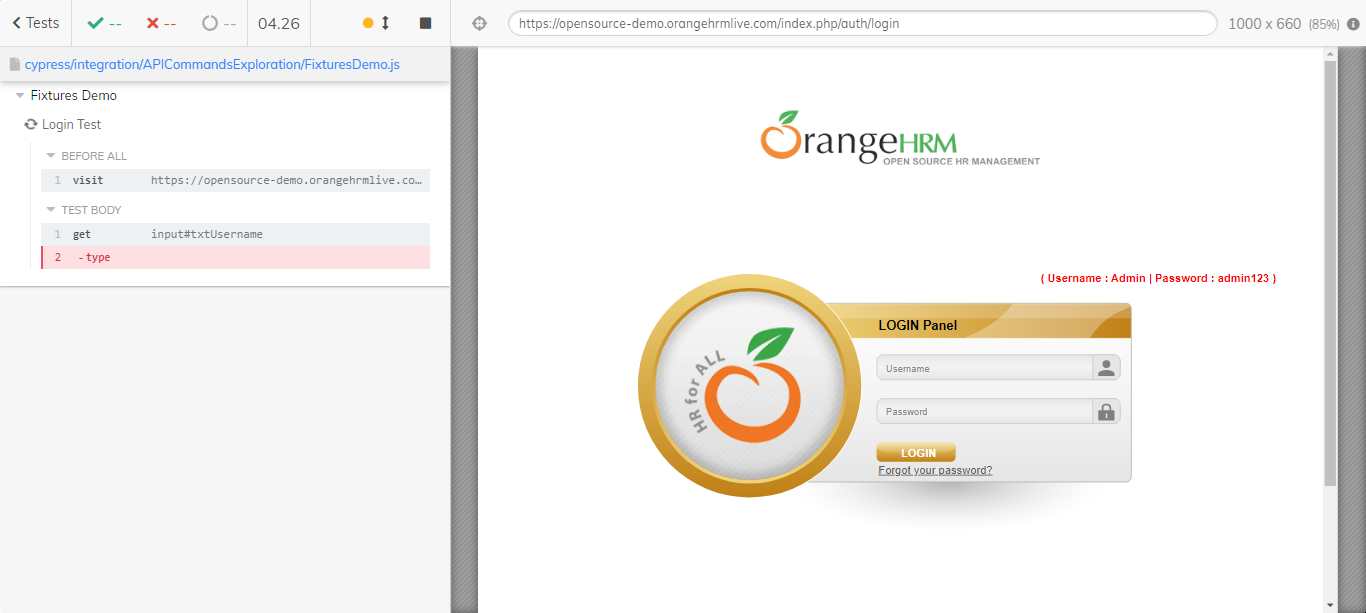 Tests
--
--
--
04.26
https://opensource-demo.orangehrmlive.com/index.php/auth/login
1000 x 660 (85%)
cypress/integration/APICommandsExploration/FixturesDemo.js
Fixtures Demo
Login Test
BEFORE ALL
1 visit https://opensource-demo.orangehrmlive.co…
TEST BODY
1 get input#txtUsername
2 -type
OrangeHRM
OPEN SOURCE HR MANAGEMENT
( Username : Admin | Password : admin123 )
HR for ALL
LOGIN Panel
Username
Password
LOGIN
Forgot your password?